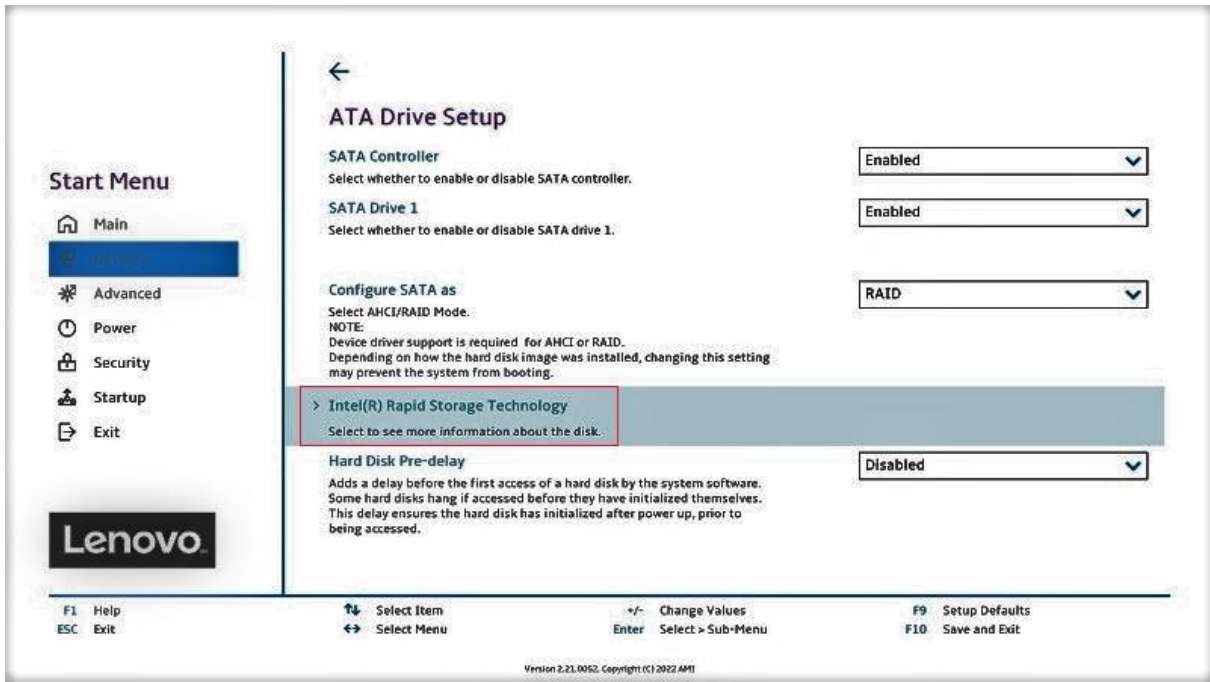 ATA Drive Setup
SATA Controller
Enabled
Select whether to enable or disable SATA controller.
SATA Drive 1
Enabled
Select whether to enable or disable SATA drive 1.
Configure SATA as
RAID
Select AHCI/RAID Mode.
NOTE:
Device driver support is required for AHCI or RAID.
Depending on how the hard disk image was installed, changing this setting
may prevent the system from booting.
> Intel(R) Rapid Storage Technology
Select to see more information about the disk.
Hard Disk Pre-delay
Disabled
Adds a delay before the first access of a hard disk by the system software.
Some hard disks hang if accessed before they have initialized themselves.
This delay ensures the hard disk has initialized after power up, prior to
being accessed.
Start Menu
Main
Advanced
Power
Security
Startup
Exit
Lenovo
F1 Help
ESC Exit
↑↓ Select Item
↔ Select Menu
+/- Change Values
Enter Select > Sub-Menu
F9 Setup Defaults
F10 Save and Exit
Version 2.21.0052. Copyright (C) 2022 AMI